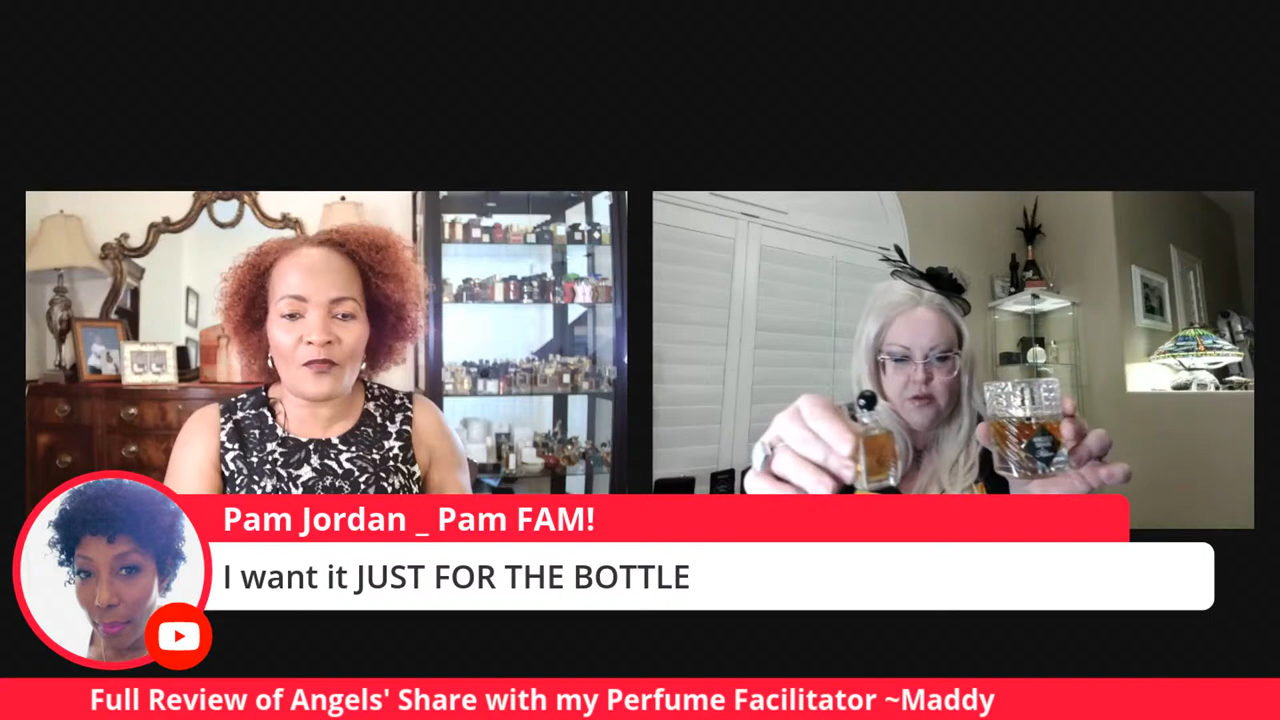 Pam Jordan _ Pam FAM!
I want it JUST FOR THE BOTTLE
Full Review of Angels' Share with my Perfume Facilitator ~Maddy